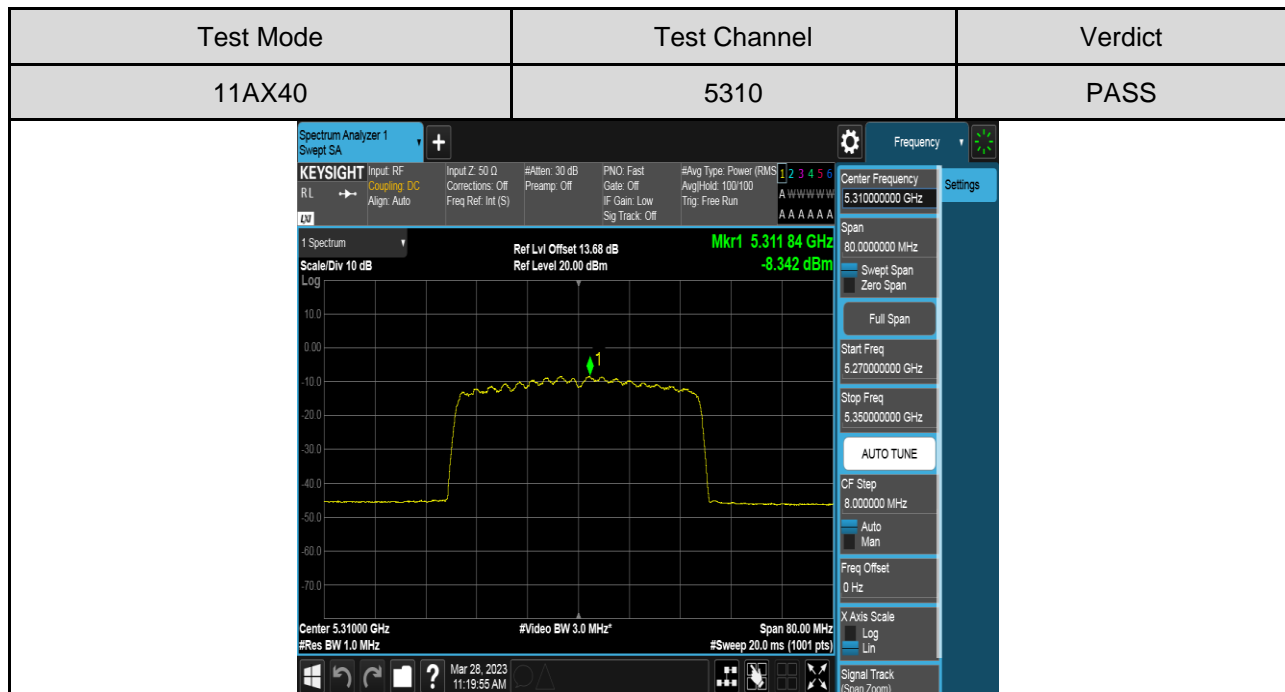 Test Mode Test Channel Verdict
11AX40 5310 PASS
Spectrum Analyzer 1
Swept SA
+
Frequency
KEYSIGHT Input: RF Input Z: 50 Ω #Atten: 30 dB PNO: Fast #Avg Type: Power (RMS 1 2 3 4 5 6
R L Coupling: DC Corrections: Off Preamp: Off Gate: Off Avg|Hold: 100/100 A W W W W W
Align: Auto Freq Ref: Int (S) IF Gain: Low Trig: Free Run
LXI Sig Track: Off A A A A A A
1 Spectrum Ref Lvl Offset 13.68 dB Mkr1 5.311 84 GHz
Scale/Div 10 dB Ref Level 20.00 dBm -8.342 dBm
Log
10.0
0.00
1
-10.0
-20.0
-30.0
-40.0
-50.0
-60.0
-70.0
Center 5.31000 GHz #Video BW 3.0 MHz* Span 80.00 MHz
#Res BW 1.0 MHz #Sweep 20.0 ms (1001 pts)
? Mar 28, 2023
11:19:55 AM
Settings
Center Frequency
5.310000000 GHz
Span
80.0000000 MHz
Swept Span
Zero Span
Full Span
Start Freq
5.270000000 GHz
Stop Freq
5.350000000 GHz
AUTO TUNE
CF Step
8.000000 MHz
Auto
Man
Freq Offset
0 Hz
X Axis Scale
Log
Lin
Signal Track
(Span Zoom)